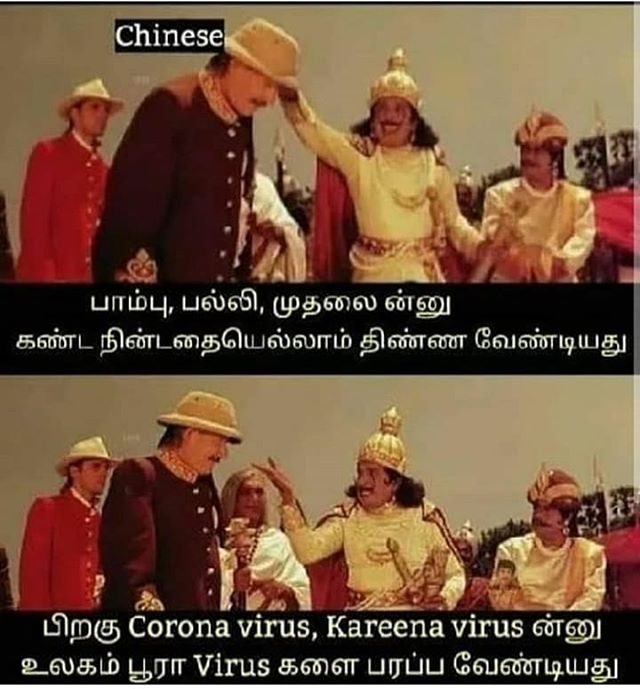 Chinese
பாம்பு, பல்லி, முதலை ன்னு
கண்ட நின்டதையெல்லாம் திண்ண வேண்டியது
பிறகு Corona virus, Kareena virus ன்னு
உலகம் பூரா Virus களை பரப்ப வேண்டியது